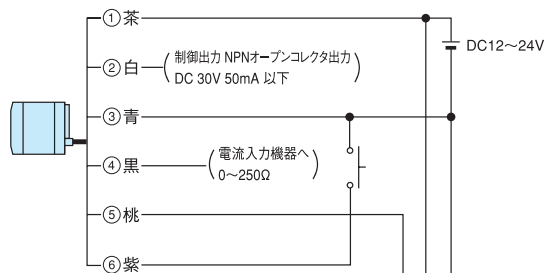 ①茶
DC12～24V
②白
制御出力 NPNオープンコレクタ出力
DC 30V 50mA 以下
③青
④黒
電流入力機器へ
0～250Ω
⑤桃
⑥紫